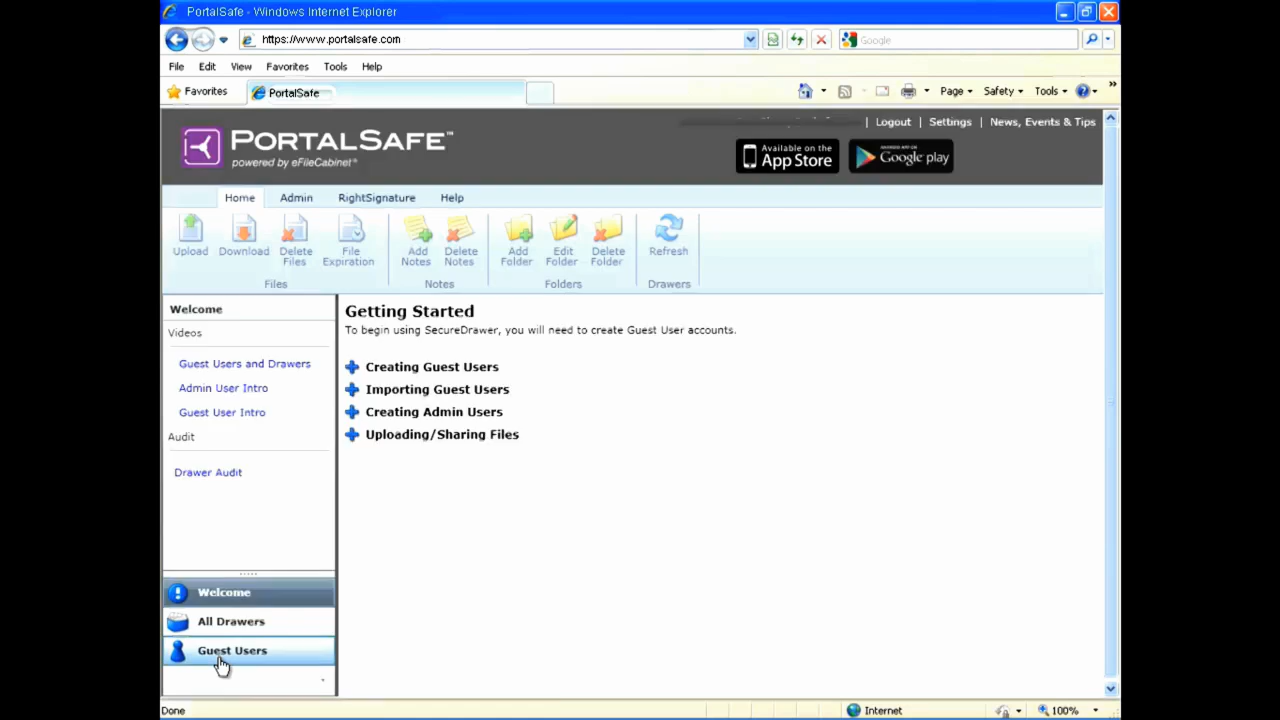 PortalSafe - Windows Internet Explorer
https://www.portalsafe.com
Google
File Edit View Favorites Tools Help
Favorites PortalSafe Page Safety Tools
Logout | Settings | News, Events & Tips
PORTALSAFE™
powered by eFileCabinet®
Available on the App Store
ANDROID APP ON Google play
Home Admin RightSignature Help
Upload Download Delete Files File Expiration Add Notes Delete Notes Add Folder Edit Folder Delete Folder Refresh
Files Notes Folders Drawers
Welcome
Videos
Guest Users and Drawers
Admin User Intro
Guest User Intro
Audit
Drawer Audit
Getting Started
To begin using SecureDrawer, you will need to create Guest User accounts.
Creating Guest Users
Importing Guest Users
Creating Admin Users
Uploading/Sharing Files
Welcome
All Drawers
Guest Users
Done Internet 100%